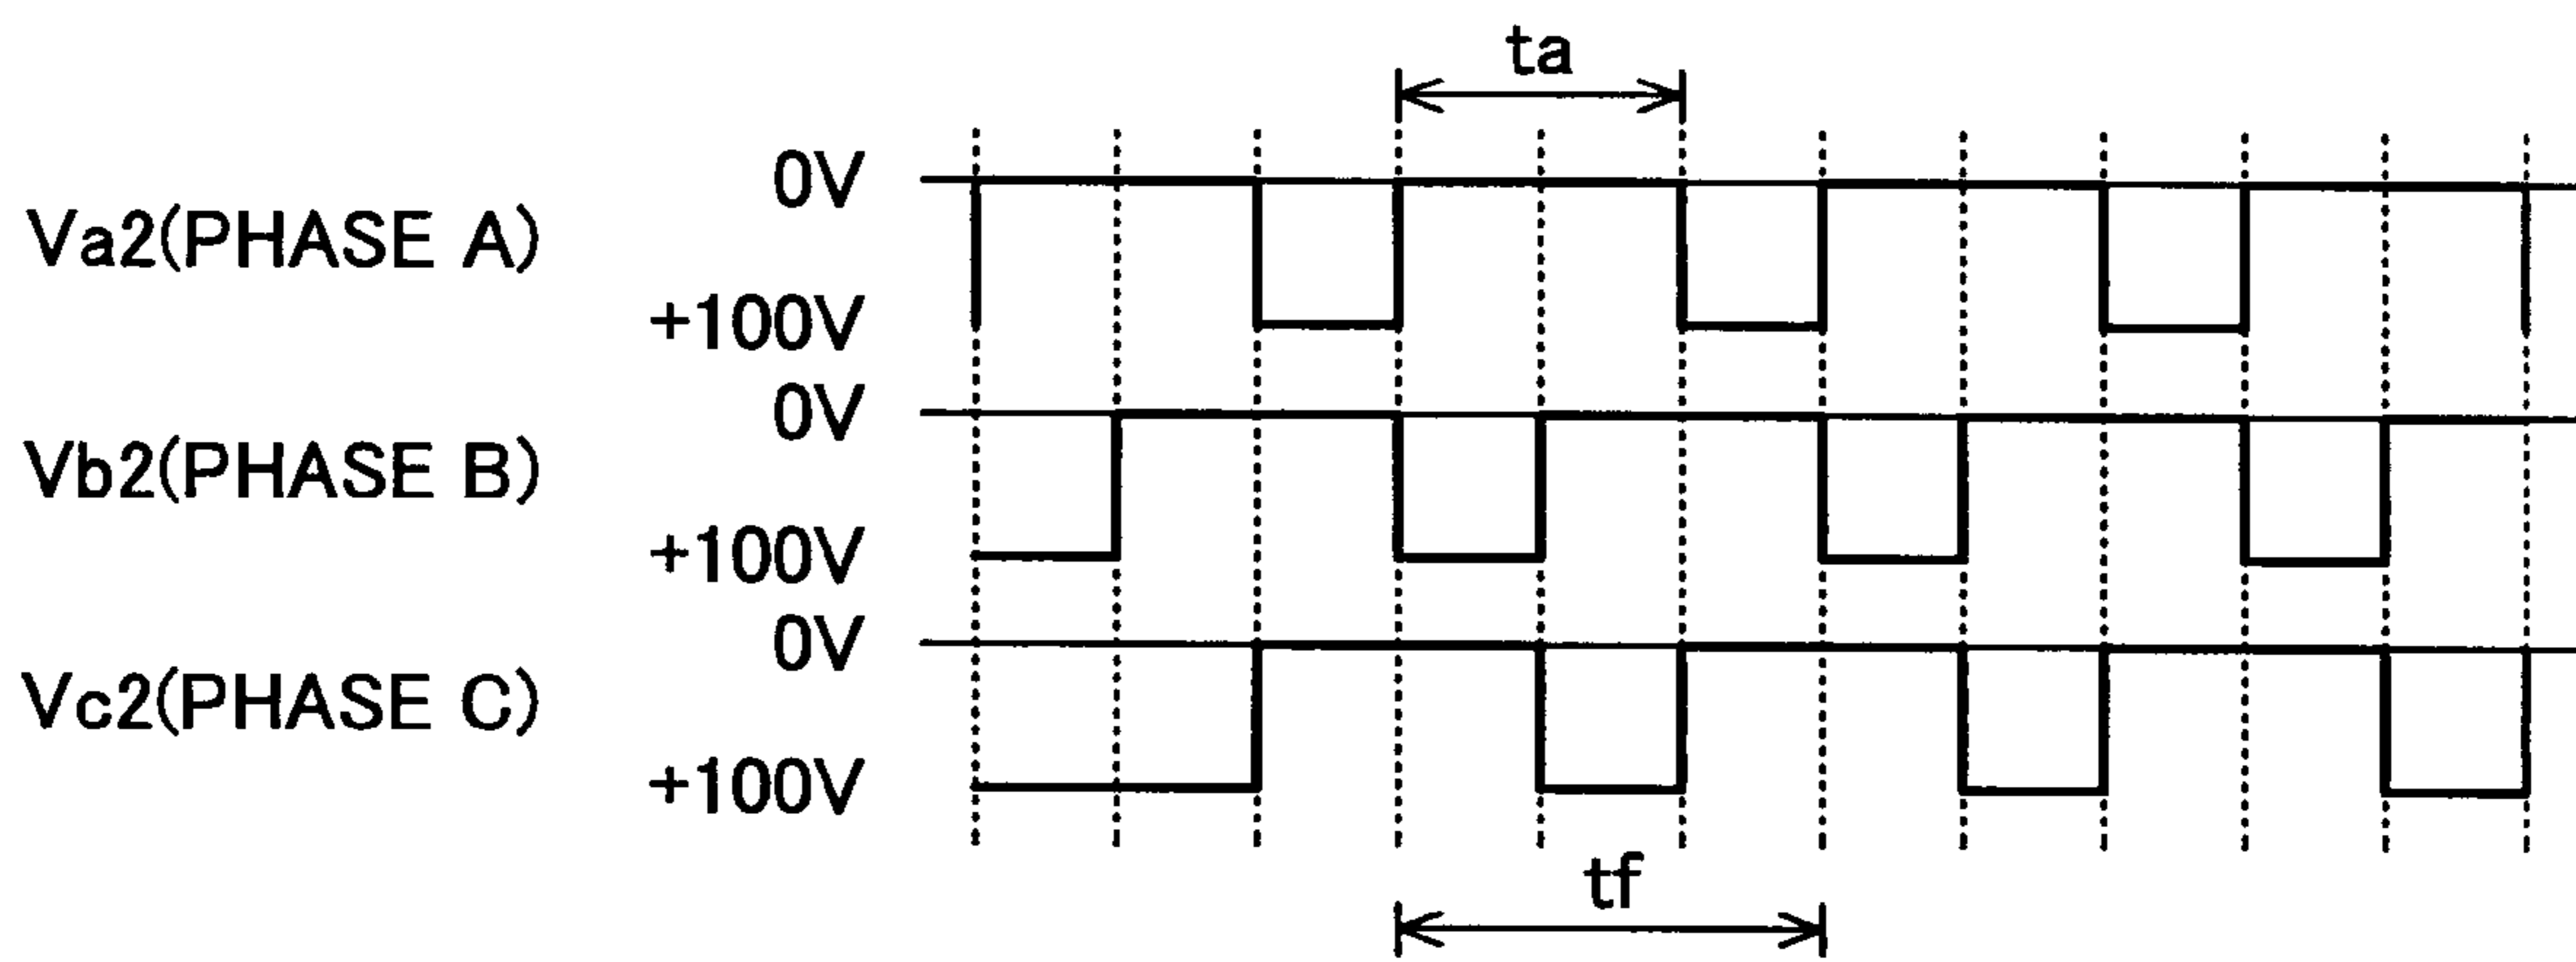 ta
0V
Va2(PHASE A)
+100V
0V
Vb2(PHASE B)
+100V
0V
Vc2(PHASE C)
+100V
tf